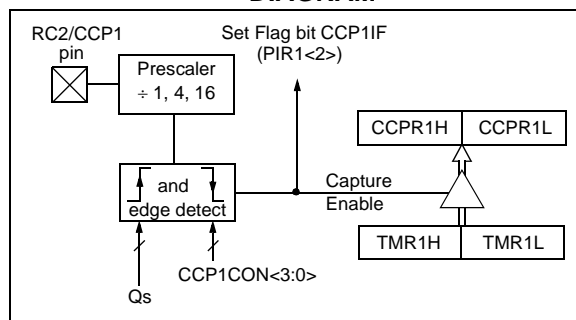 RC2/CCP1
pin
Prescaler
÷ 1, 4, 16
Set Flag bit CCP1IF
(PIR1<2>)
CCPR1H
CCPR1L
and
edge detect
Capture
Enable
TMR1H
TMR1L
CCP1CON<3:0>
Qs